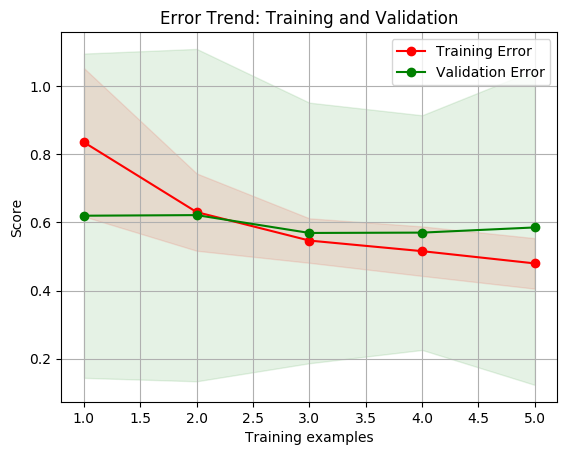 Error Trend: Training and Validation
Training Error
Validation Error
Score
1.0
0.8
0.6
0.4
0.2
1.0 1.5 2.0 2.5 3.0 3.5 4.0 4.5 5.0
Training examples